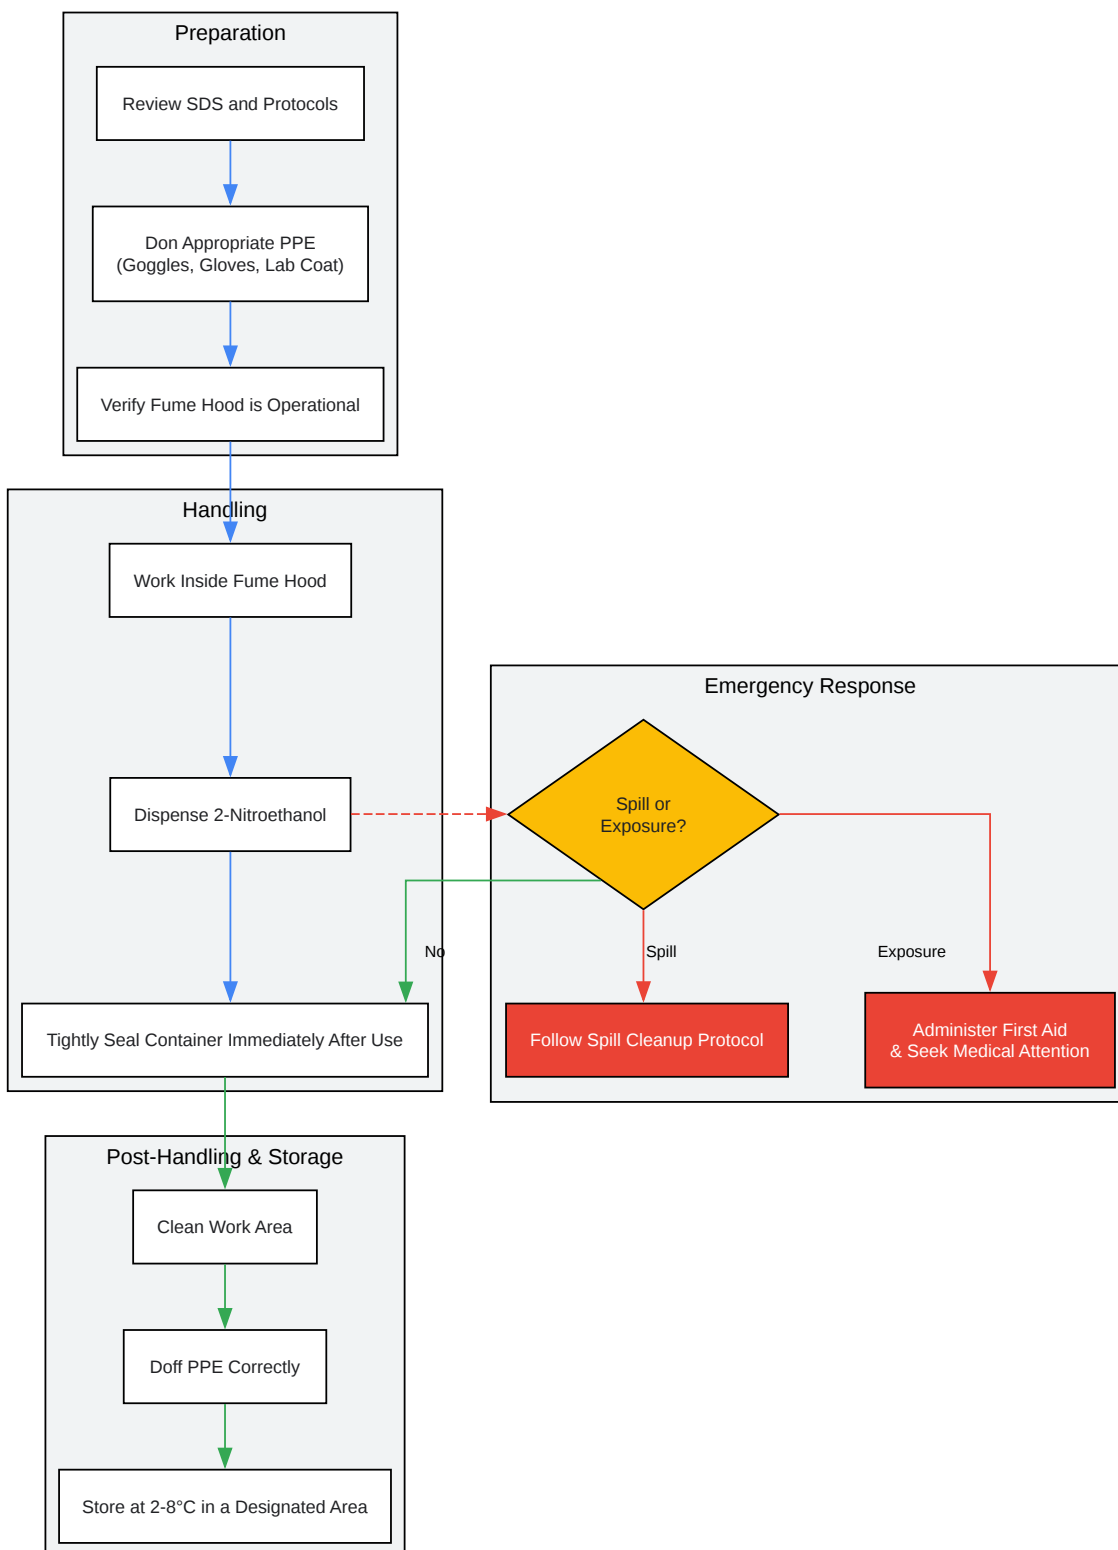 Preparation
Review SDS and Protocols
Don Appropriate PPE
(Goggles, Gloves, Lab Coat)
Verify Fume Hood is Operational
Handling
Work Inside Fume Hood
Emergency Response
Dispense 2-Nitroethanol
Spill or
Exposure?
No
Spill
Exposure
Tightly Seal Container Immediately After Use
Follow Spill Cleanup Protocol
Administer First Aid
& Seek Medical Attention
Post-Handling & Storage
Clean Work Area
Doff PPE Correctly
Store at 2-8°C in a Designated Area